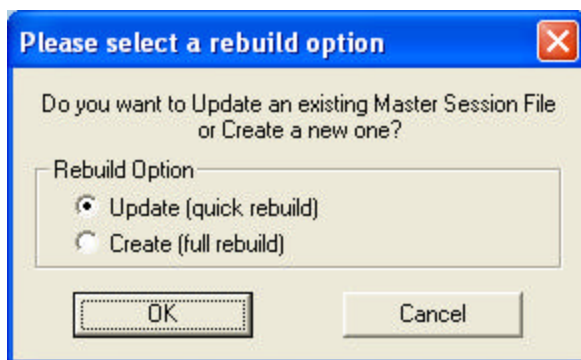 Please select a rebuild option
Do you want to Update an existing Master Session File
or Create a new one?
Rebuild Option
Update (quick rebuild)
Create (full rebuild)
OK
Cancel